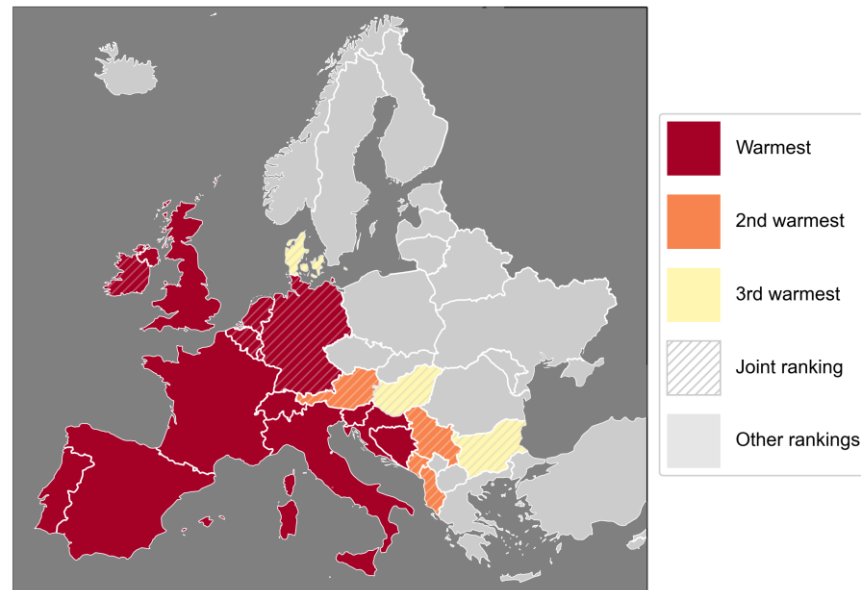 Warmest
2nd warmest
3rd warmest
Joint ranking
Other rankings